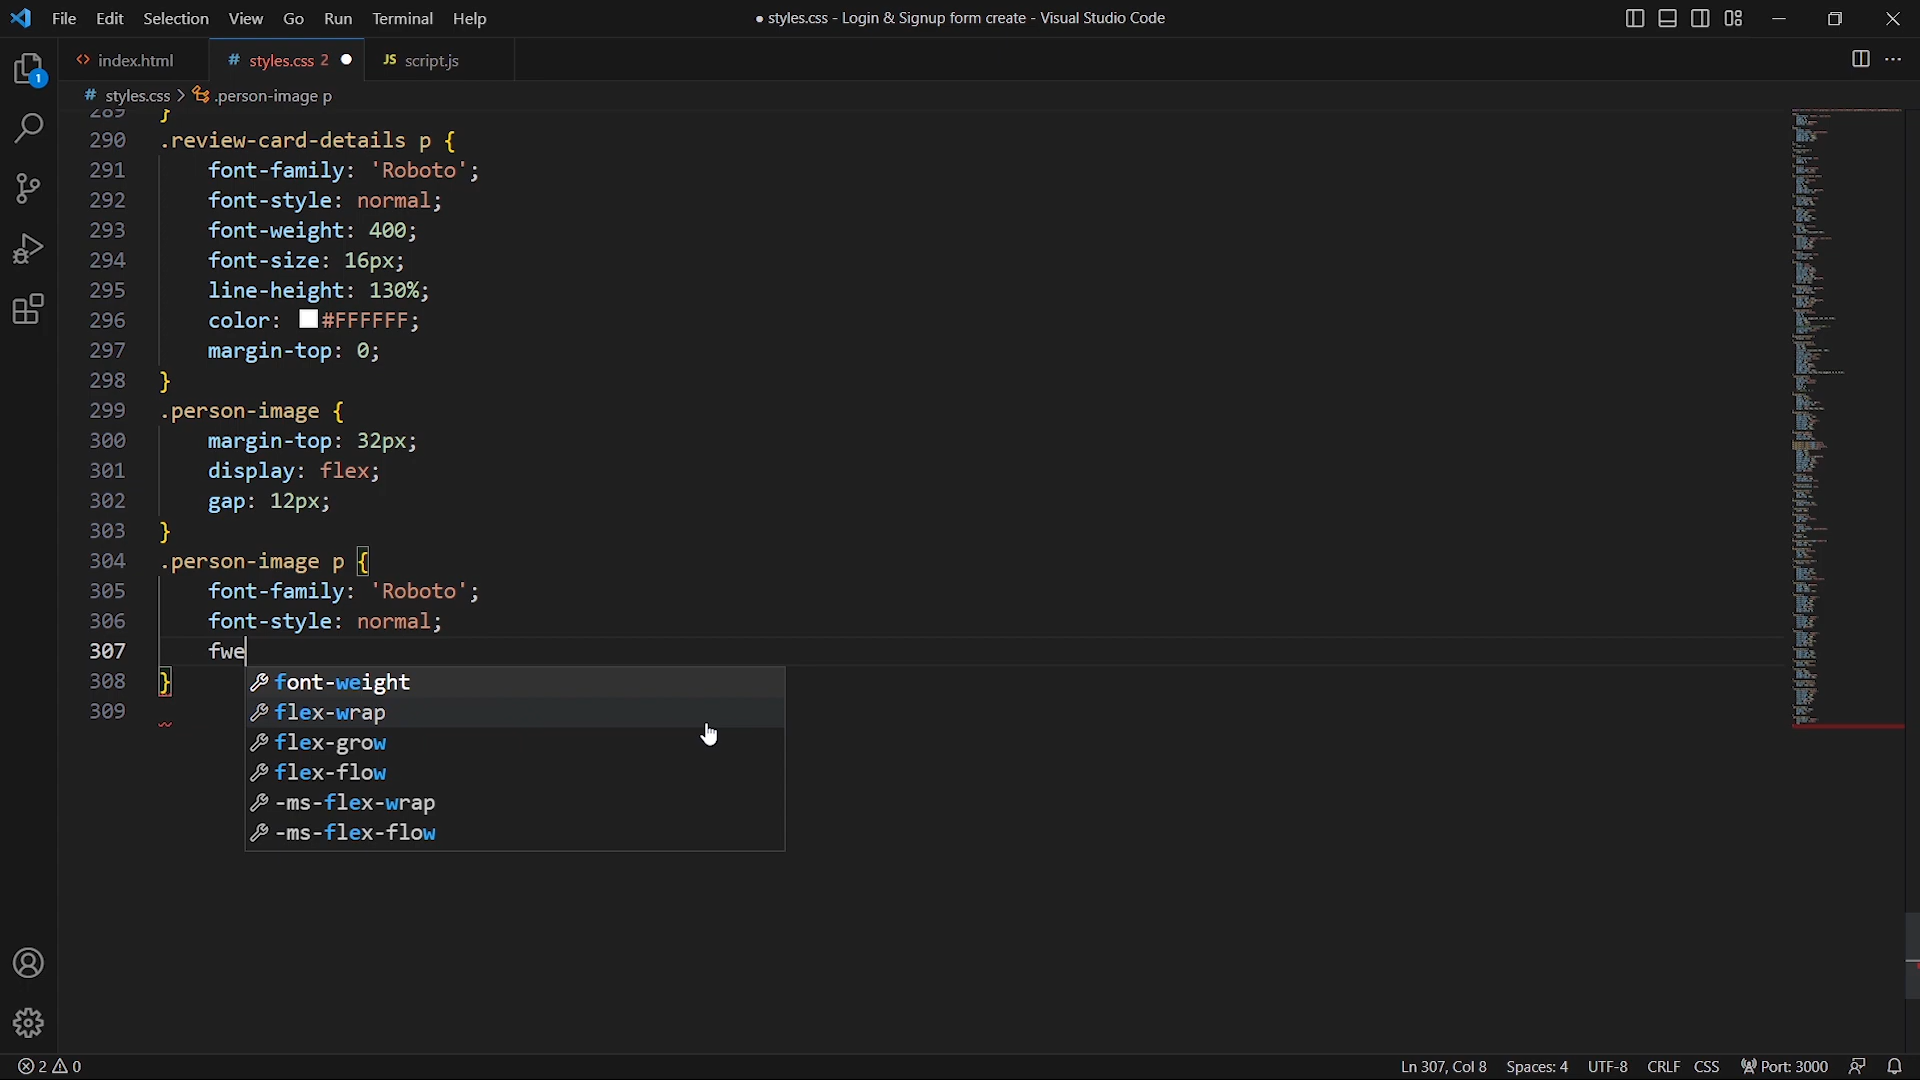 File Edit Selection View Go Run Terminal Help
● styles.css - Login & Signup form create - Visual Studio Code
<> index.html
# styles.css 2 ●
JS script.js
1
# styles.css > .person-image p
289 }
290 .review-card-details p {
291 font-family: 'Roboto';
292 font-style: normal;
293 font-weight: 400;
294 font-size: 16px;
295 line-height: 130%;
296 color: #FFFFFF;
297 margin-top: 0;
298 }
299 .person-image {
300 margin-top: 32px;
301 display: flex;
302 gap: 12px;
303 }
304 .person-image p {
305 font-family: 'Roboto';
306 font-style: normal;
307 fwe
308 }
309
font-weight
flex-wrap
flex-grow
flex-flow
-ms-flex-wrap
-ms-flex-flow
2 0
Ln 307, Col 8 Spaces: 4 UTF-8 CRLF CSS Port: 3000